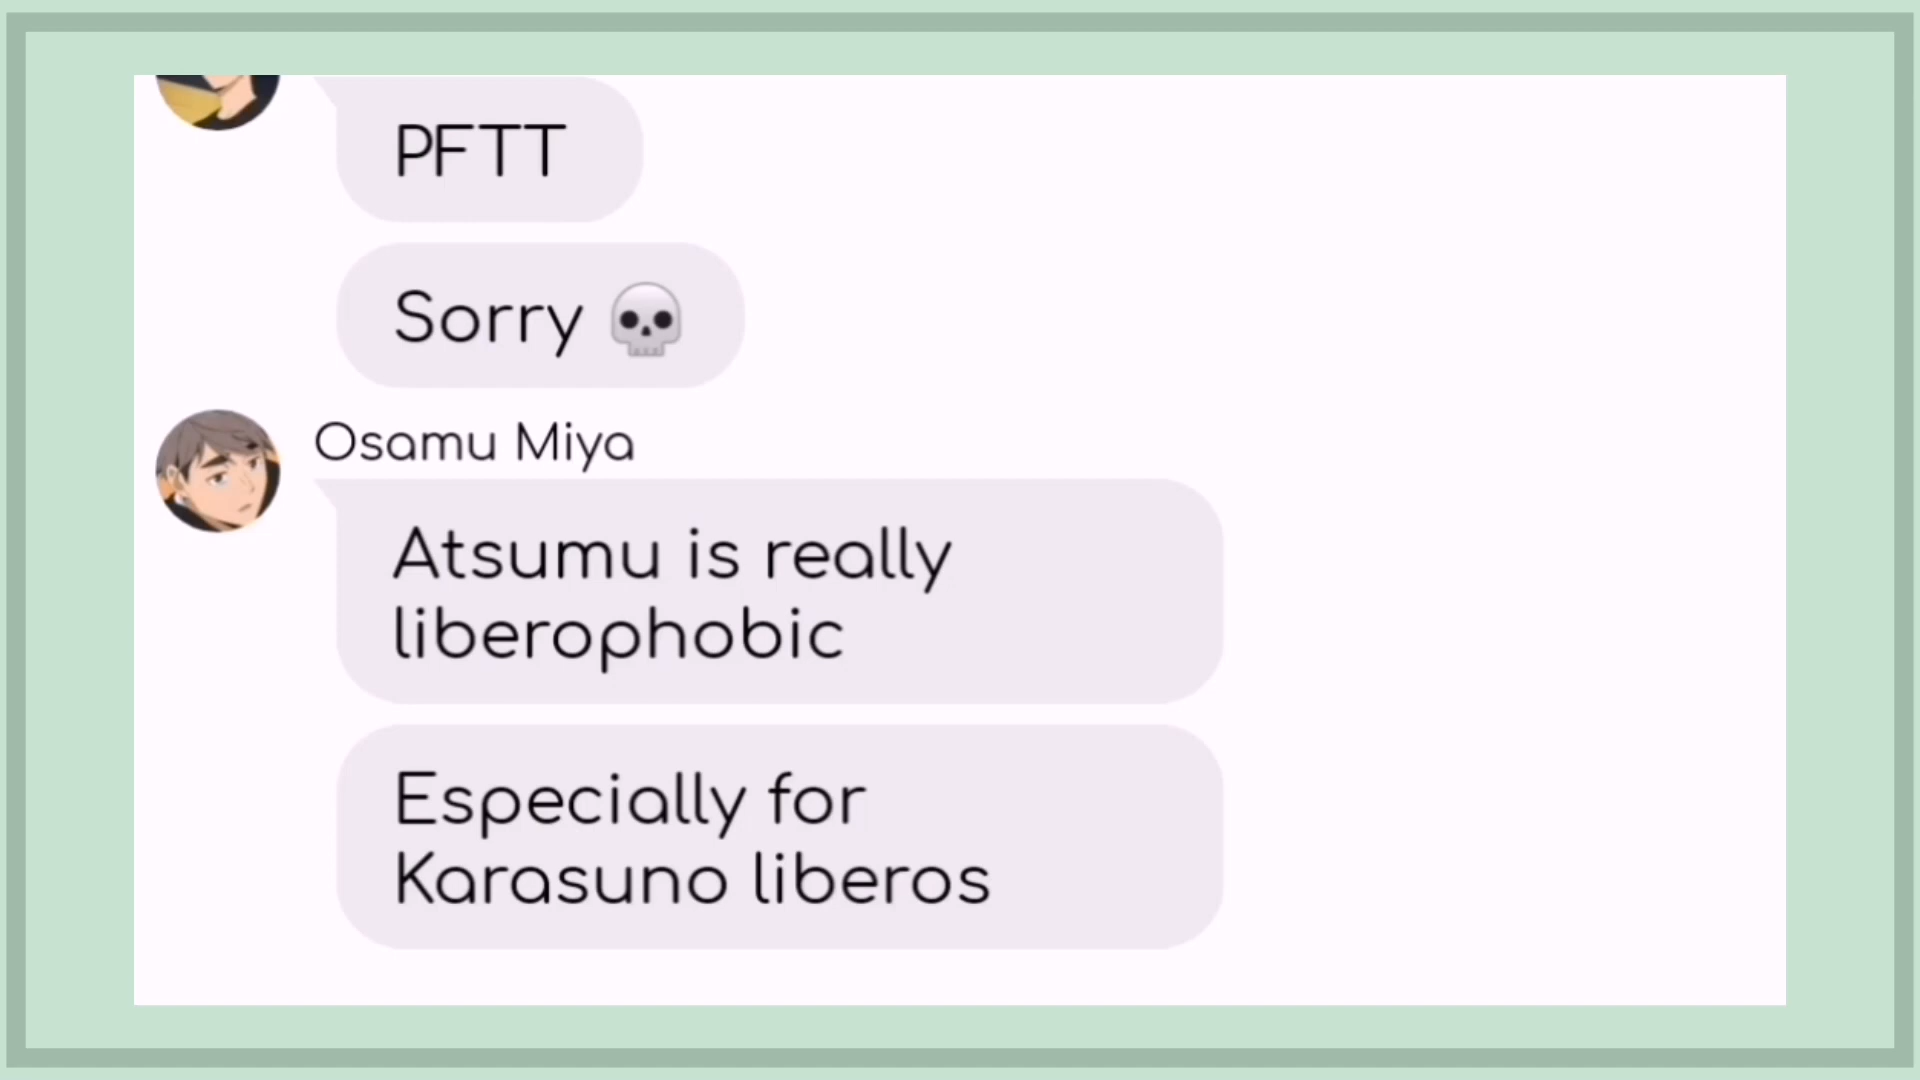 PFTT
Sorry 💀
Osamu Miya
Atsumu is really
liberophobic
Especially for
Karasuno liberos